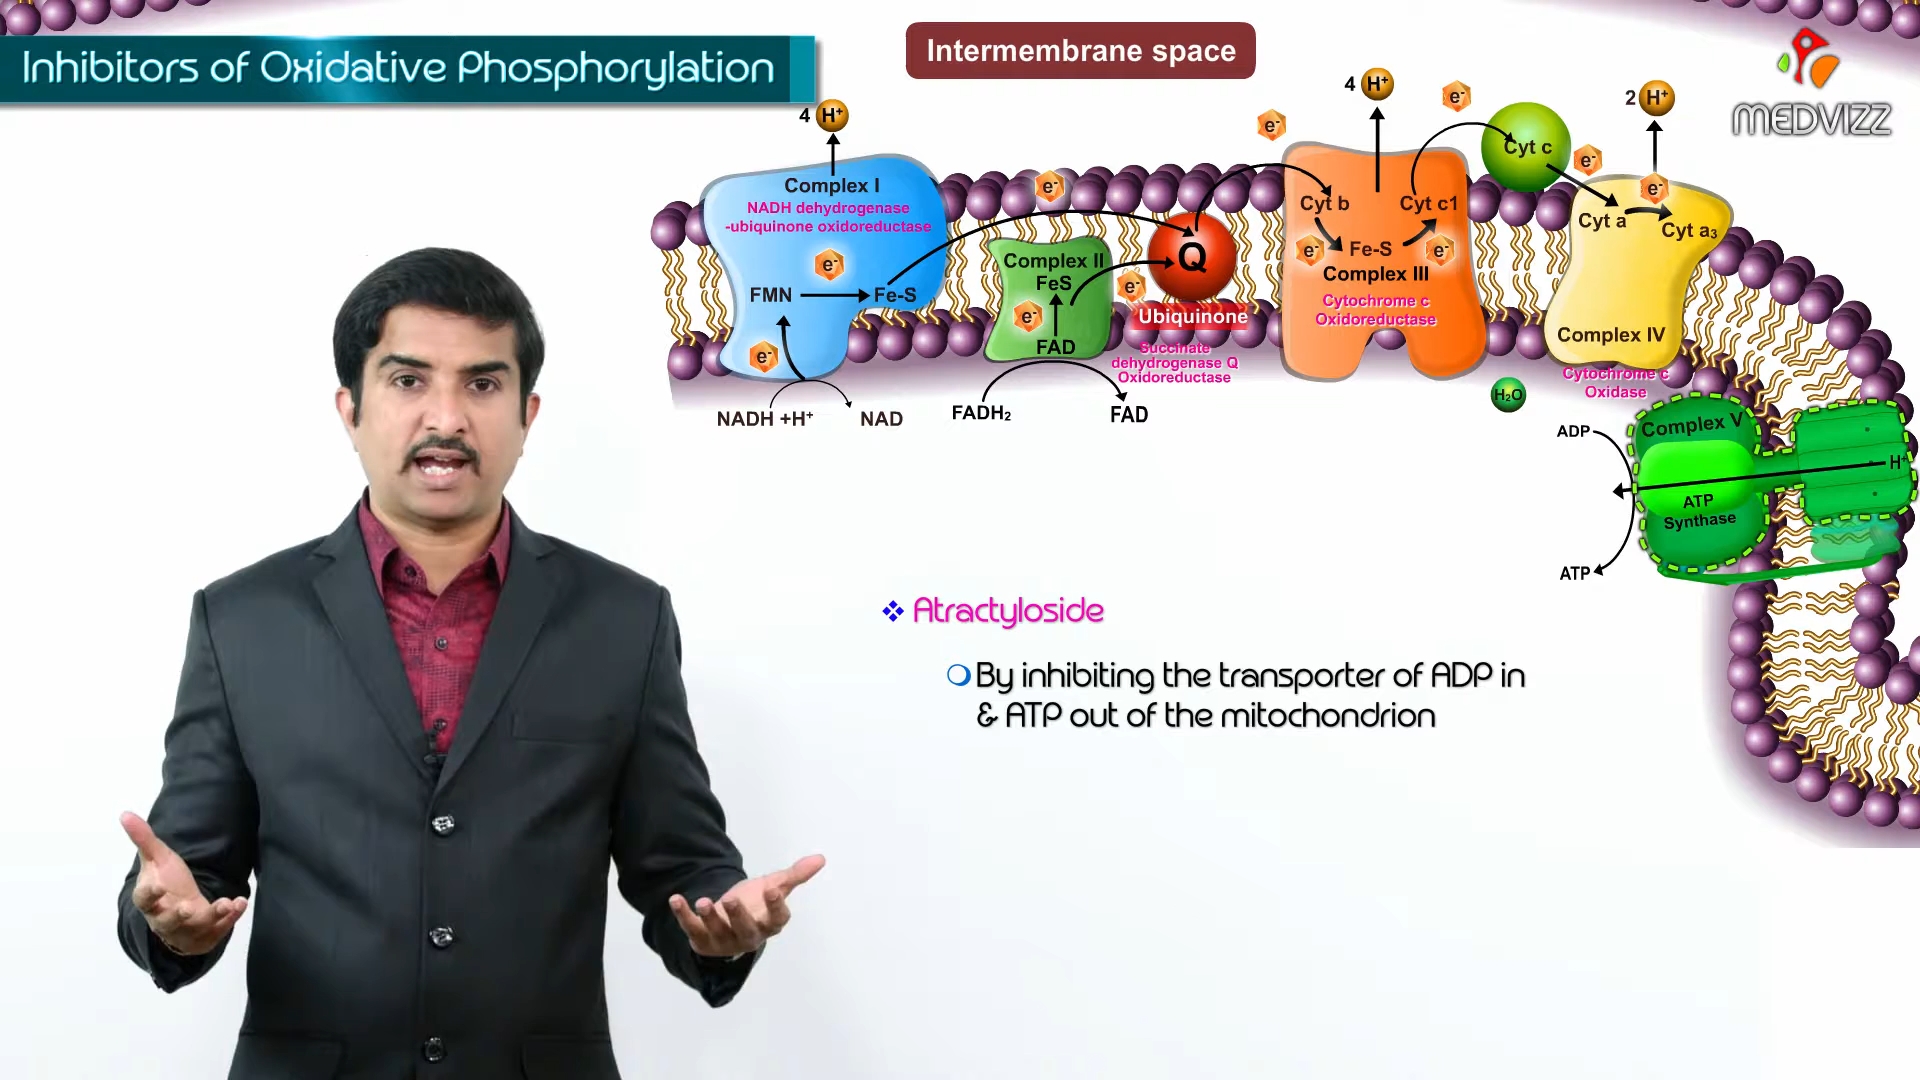 Inhibitors of Oxidative Phosphorylation
Intermembrane space
MEDVIZZ
4 H+
4 H+
2 H+
e-
e-
e-
e-
e-
Cyt c
Complex I
NADH dehydrogenase
-ubiquinone oxidoreductase
e-
FMN
Fe-S
e-
NADH +H+
NAD
Complex II
FeS
e-
FAD
FADH2
FAD
e-
Q
Ubiquinone
Succinate
dehydrogenase Q
Oxidoreductase
Cyt b
Cyt c1
e-
Fe-S
e-
Complex III
Cytochrome c
Oxidoreductase
Cyt a
Cyt a3
Complex IV
Cytochrome c
Oxidase
H2O
ADP
Complex V
H+
ATP
Synthase
ATP
❖ Atractyloside
By inhibiting the transporter of ADP in
& ATP out of the mitochondrion